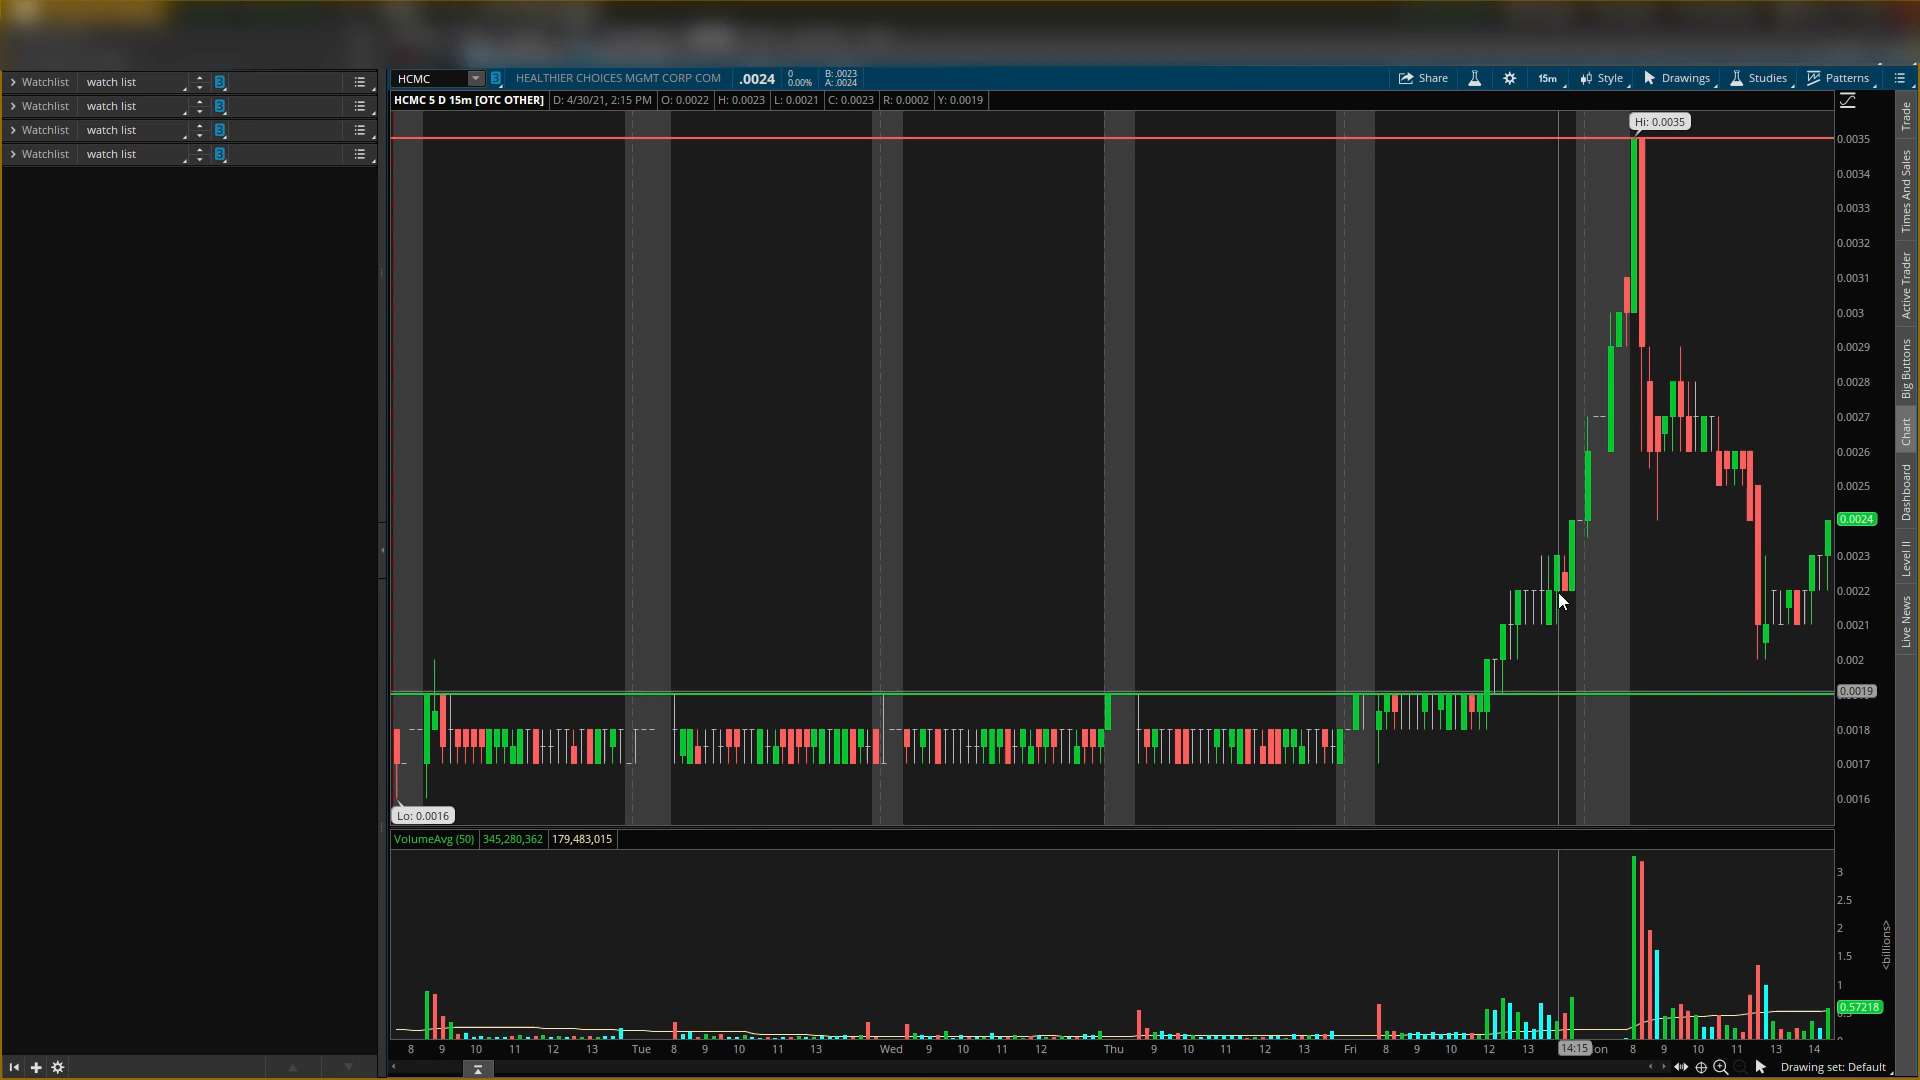 Watchlist watch list 3
Watchlist watch list 3
Watchlist watch list 3
Watchlist watch list 3
HCMC 3 HEALTHIER CHOICES MGMT CORP COM .0024 0 0.00% B: .0023 A: .0024 Share 15m Style Drawings Studies Patterns
HCMC 5 D 15m [OTC OTHER] D: 4/30/21, 2:15 PM O: 0.0022 H: 0.0023 L: 0.0021 C: 0.0023 R: 0.0002 Y: 0.0019
Hi: 0.0035
0.0035
0.0034
0.0033
0.0032
0.0031
0.003
0.0029
0.0028
0.0027
0.0026
0.0025
0.0024
0.0023
0.0022
0.0021
0.002
0.0019
0.0018
0.0017
0.0016
Lo: 0.0016
VolumeAvg (50) 345,280,362 179,483,015
3
2.5
2
1.5
1
0.57218
<billions>
8 9 10 11 12 13 Tue 8 9 10 11 12 13 Wed 9 10 11 12 Thu 9 10 11 12 13 Fri 8 9 10 12 13 14:15 on 8 9 10 11 13 14
Drawing set: Default
Trade
Times And Sales
Active Trader
Big Buttons
Chart
Dashboard
Level II
Live News